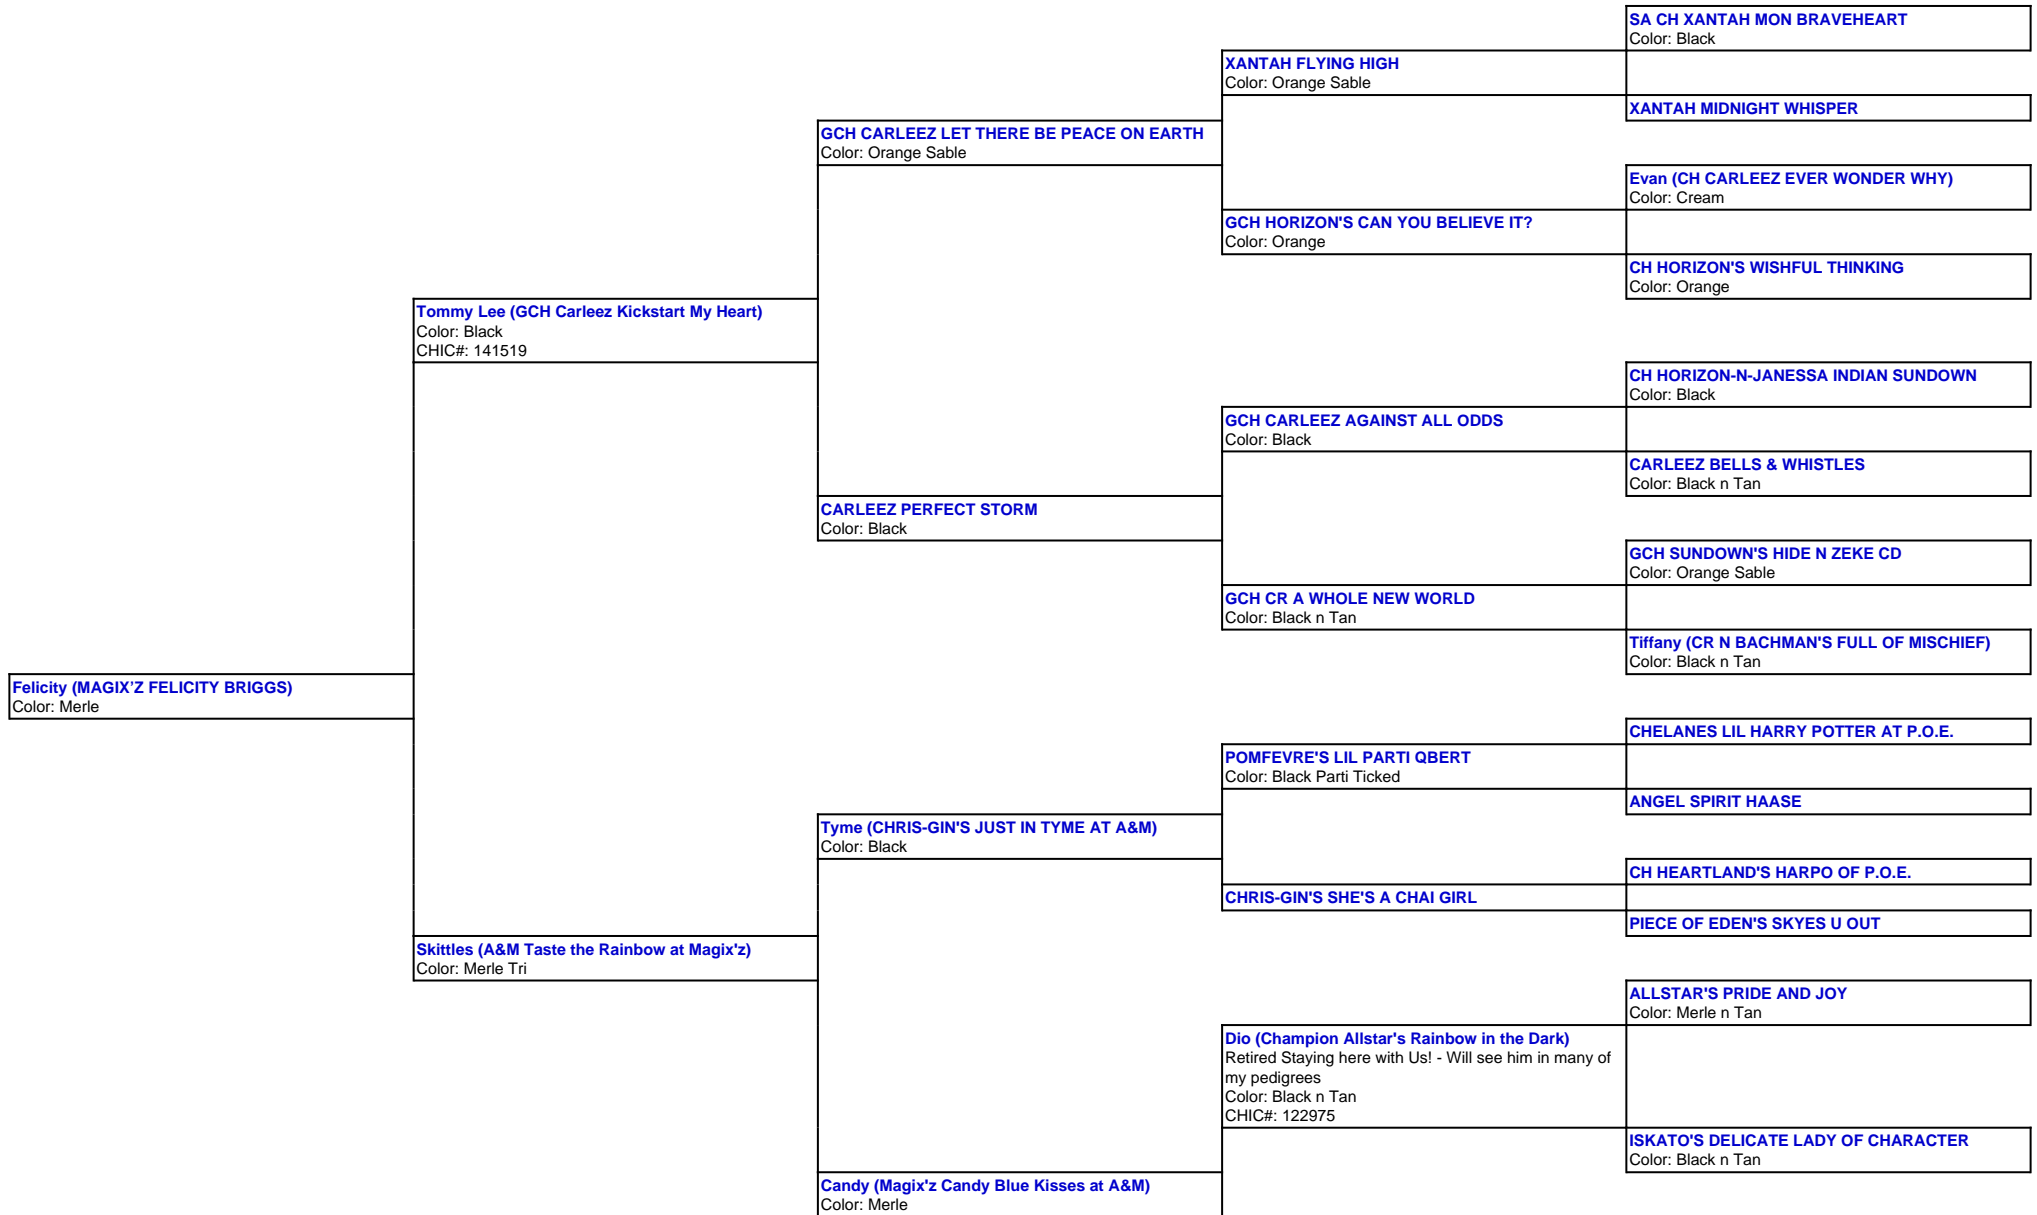 SA CH XANTAH MON BRAVEHEART
Color: Black
XANTAH FLYING HIGH
Color: Orange Sable
XANTAH MIDNIGHT WHISPER
GCH CARLEEZ LET THERE BE PEACE ON EARTH
Color: Orange Sable
Evan (CH CARLEEZ EVER WONDER WHY)
Color: Cream
GCH HORIZON'S CAN YOU BELIEVE IT?
Color: Orange
CH HORIZON'S WISHFUL THINKING
Color: Orange
Tommy Lee (GCH Carleez Kickstart My Heart)
Color: Black
CHIC#: 141519
CH HORIZON-N-JANESSA INDIAN SUNDOWN
Color: Black
GCH CARLEEZ AGAINST ALL ODDS
Color: Black
CARLEEZ BELLS & WHISTLES
Color: Black n Tan
CARLEEZ PERFECT STORM
Color: Black
GCH SUNDOWN'S HIDE N ZEKE CD
Color: Orange Sable
GCH CR A WHOLE NEW WORLD
Color: Black n Tan
Tiffany (CR N BACHMAN'S FULL OF MISCHIEF)
Color: Black n Tan
Felicity (MAGIX’Z FELICITY BRIGGS)
Color: Merle
CHELANES LIL HARRY POTTER AT P.O.E.
POMFEVRE'S LIL PARTI QBERT
Color: Black Parti Ticked
ANGEL SPIRIT HAASE
Tyme (CHRIS-GIN'S JUST IN TYME AT A&M)
Color: Black
CH HEARTLAND'S HARPO OF P.O.E.
CHRIS-GIN'S SHE'S A CHAI GIRL
PIECE OF EDEN'S SKYES U OUT
Skittles (A&M Taste the Rainbow at Magix'z)
Color: Merle Tri
ALLSTAR'S PRIDE AND JOY
Color: Merle n Tan
Dio (Champion Allstar's Rainbow in the Dark)
Retired Staying here with Us! - Will see him in many of
my pedigrees
Color: Black n Tan
CHIC#: 122975
ISKATO'S DELICATE LADY OF CHARACTER
Color: Black n Tan
Candy (Magix'z Candy Blue Kisses at A&M)
Color: Merle